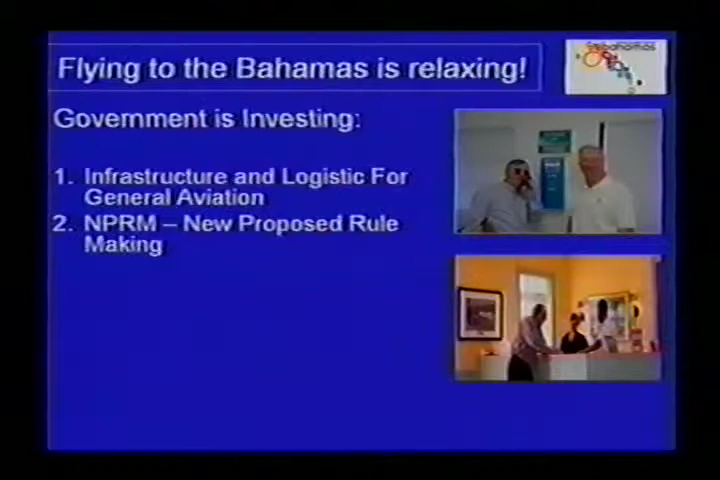 Flying to the Bahamas is relaxing!
bahamas
Government is Investing:
1. Infrastructure and Logistic For
General Aviation
2. NPRM – New Proposed Rule
Making